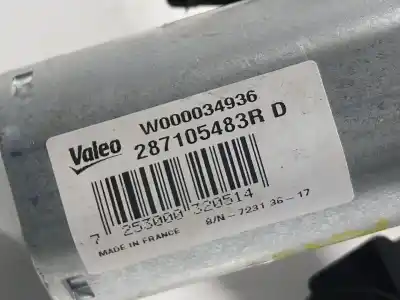 W000034936
Valeo 287105483R D
7 253000 320514
MADE IN FRANCE S/N - 7231 36 - 17